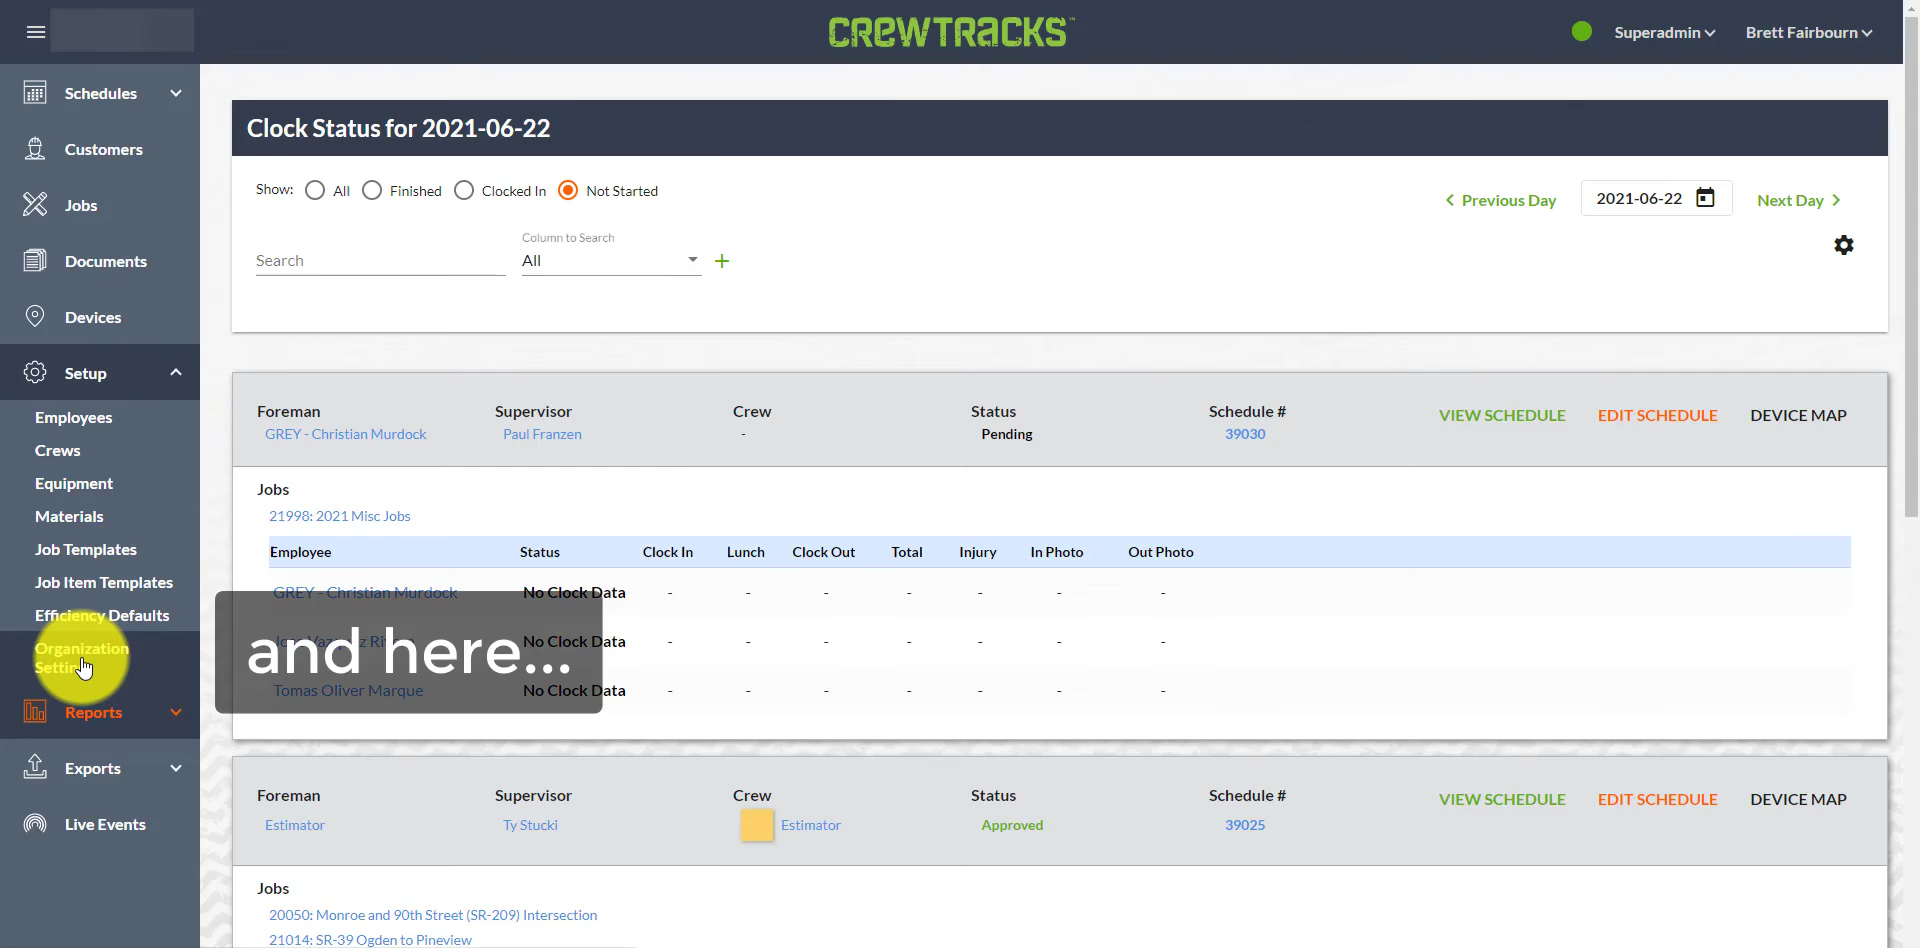 CREWTRACKS™
Superadmin
Brett Fairbourn
Schedules
Customers
Jobs
Documents
Devices
Setup
Employees
Crews
Equipment
Materials
Job Templates
Job Item Templates
Efficiency Defaults
Organization
Reports
Exports
Live Events
Clock Status for 2021-06-22
Show: All Finished Clocked In Not Started
Previous Day 2021-06-22 Next Day
Column to Search
Search All
Foreman Supervisor Crew Status Schedule #
GREY - Christian Murdock Paul Franzen - Pending 39030
VIEW SCHEDULE EDIT SCHEDULE DEVICE MAP
Jobs
21998: 2021 Misc Jobs
Employee Status Clock In Lunch Clock Out Total Injury In Photo Out Photo
GREY - Christian Murdock No Clock Data - - - - - - -
No Clock Data - - - - - - -
and here...
Tomas Oliver Marque No Clock Data - - - - - - -
Foreman Supervisor Crew Status Schedule #
Estimator Ty Stucki Estimator Approved 39025
VIEW SCHEDULE EDIT SCHEDULE DEVICE MAP
Jobs
20050: Monroe and 90th Street (SR-209) Intersection
21014: SR-39 Ogden to Pineview